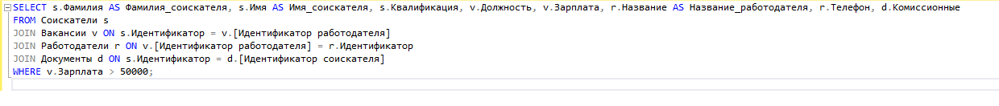 SELECT s.Фамилия AS Фамилия_соискателя, s.Имя AS Имя_соискателя, s.Квалификация, v.Должность, v.Зарплата, r.Название AS Название_работодателя, r.Телефон, d.Комиссионные
FROM Соискатели s
JOIN Вакансии v ON s.Идентификатор = v.[Идентификатор работодателя]
JOIN Работодатели r ON v.[Идентификатор работодателя] = r.Идентификатор
JOIN Документы d ON s.Идентификатор = d.[Идентификатор соискателя]
WHERE v.Зарплата > 50000;